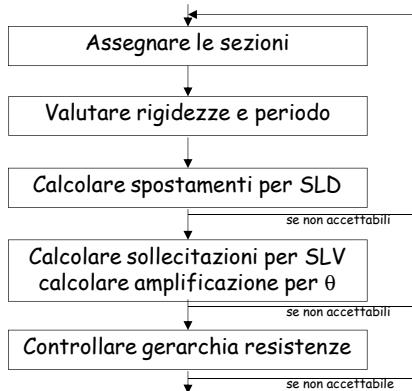 Assegnare le sezioni
Valutare rigidezze e periodo
Calcolare spostamenti per SLD
se non accettabili
Calcolare sollecitazioni per SLV
calcolare amplificazione per θ
se non accettabili
Controllare gerarchia resistenze
se non accettabile